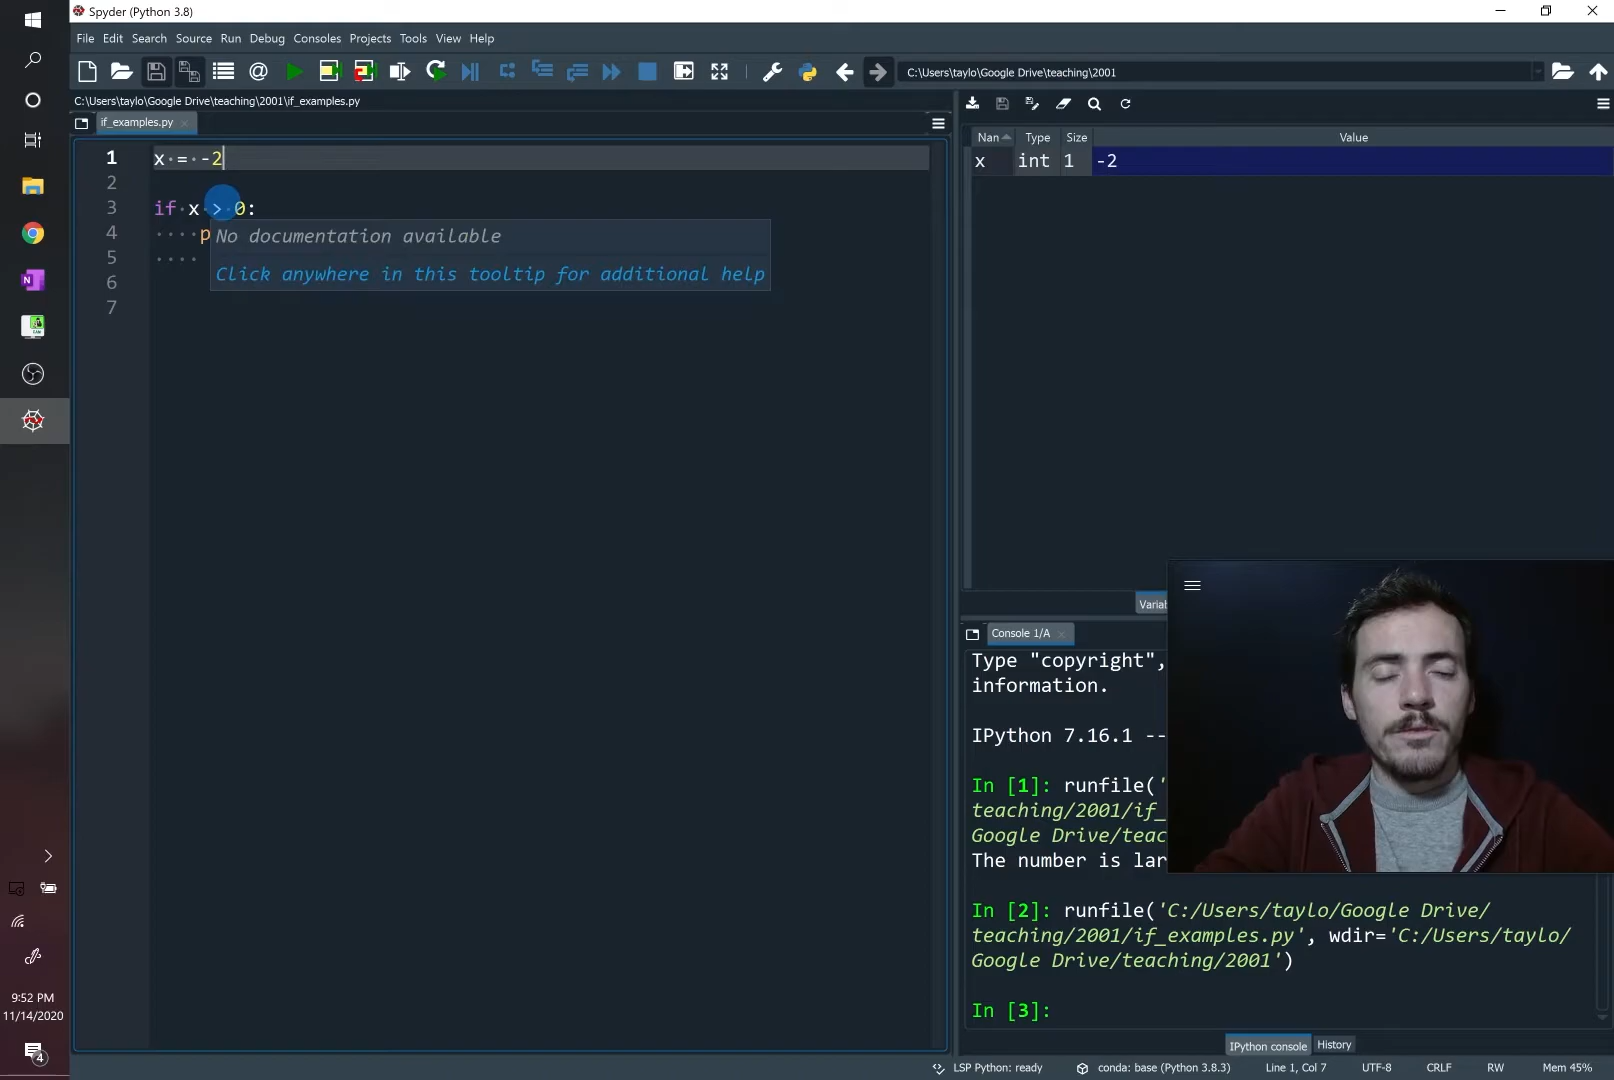 Spyder (Python 3.8)
File Edit Search Source Run Debug Consoles Projects Tools View Help
C:\Users\taylo\Google Drive\teaching\2001
C:\Users\taylo\Google Drive\teaching\2001\if_examples.py
if_examples.py
Nan Type Size Value
x int 1 -2
1 x = -2
2
3 if x > 0:
4 p
5
6
7
No documentation available
Click anywhere in this tooltip for additional help
Variab
Console 1/A
Type "copyright",
information.
IPython 7.16.1 --
In [1]: runfile('
teaching/2001/if_
Google Drive/teac
The number is lar
In [2]: runfile('C:/Users/taylo/Google Drive/
teaching/2001/if_examples.py', wdir='C:/Users/taylo/
Google Drive/teaching/2001')
In [3]:
IPython console History
9:52 PM
11/14/2020
4
LSP Python: ready conda: base (Python 3.8.3) Line 1, Col 7 UTF-8 CRLF RW Mem 45%